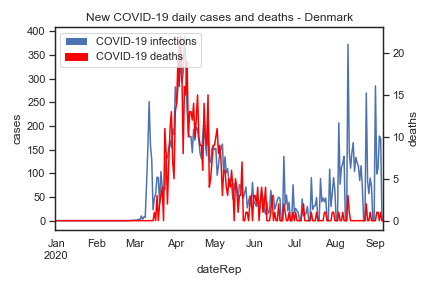 New COVID-19 daily cases and deaths - Denmark
COVID-19 infections
COVID-19 deaths
400
350
300
250
200
150
100
50
0
cases
20
15
10
5
0
deaths
Jan Feb Mar Apr May Jun Jul Aug Sep
2020
dateRep